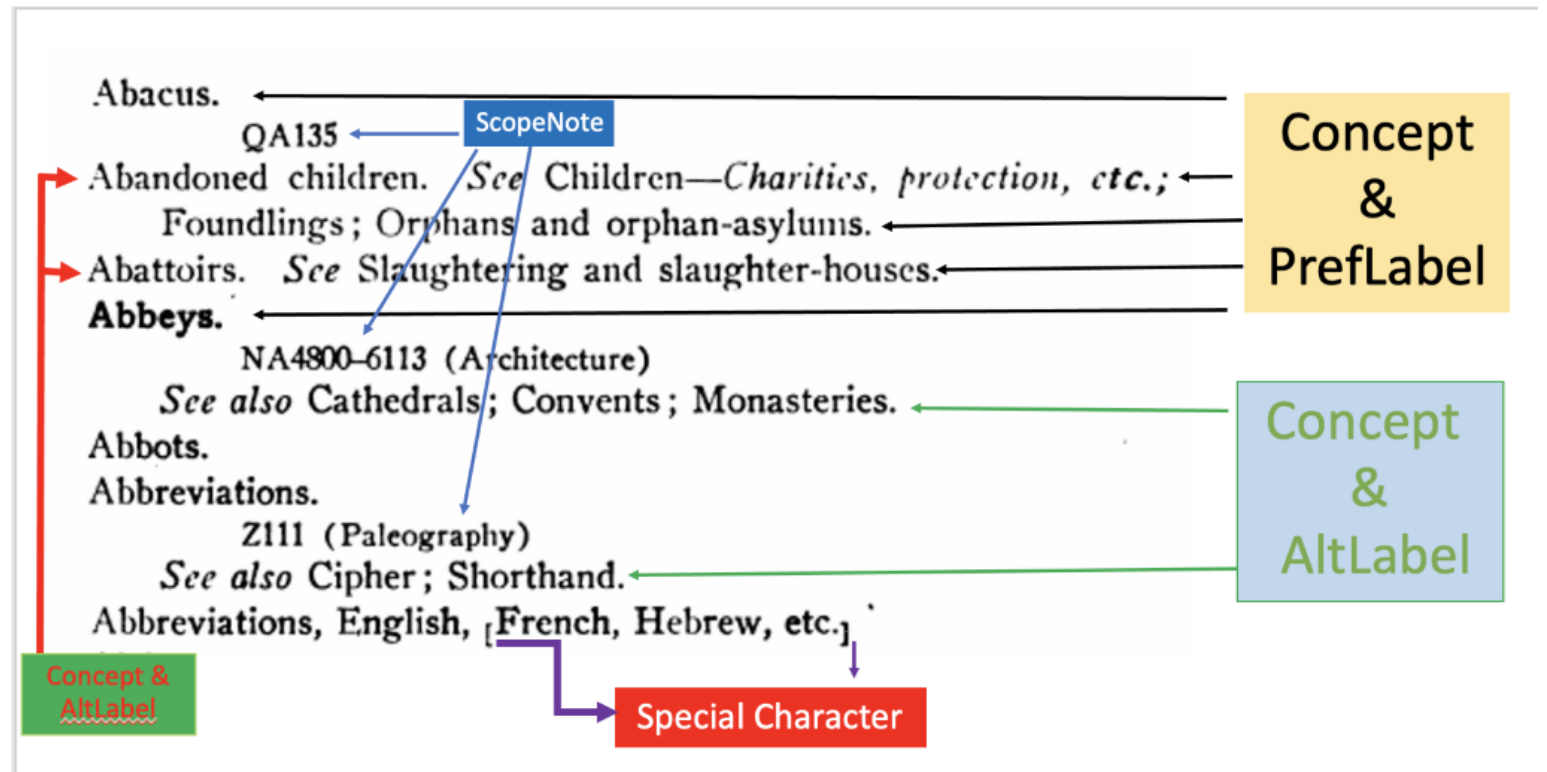 Abacus.
QA135
ScopeNote
Abandoned children. See Children—Charities, protection, etc.;
Foundlings; Orphans and orphan-asylums.
Abattoirs. See Slaughtering and slaughter-houses.
Abbeys.
NA4800–6113 (Architecture)
See also Cathedrals; Convents; Monasteries.
Abbots.
Abbreviations.
Z111 (Paleography)
See also Cipher; Shorthand.
Abbreviations, English, [French, Hebrew, etc.]
Concept
&
PrefLabel
Concept
&
AltLabel
Concept &
AltLabel
Special Character